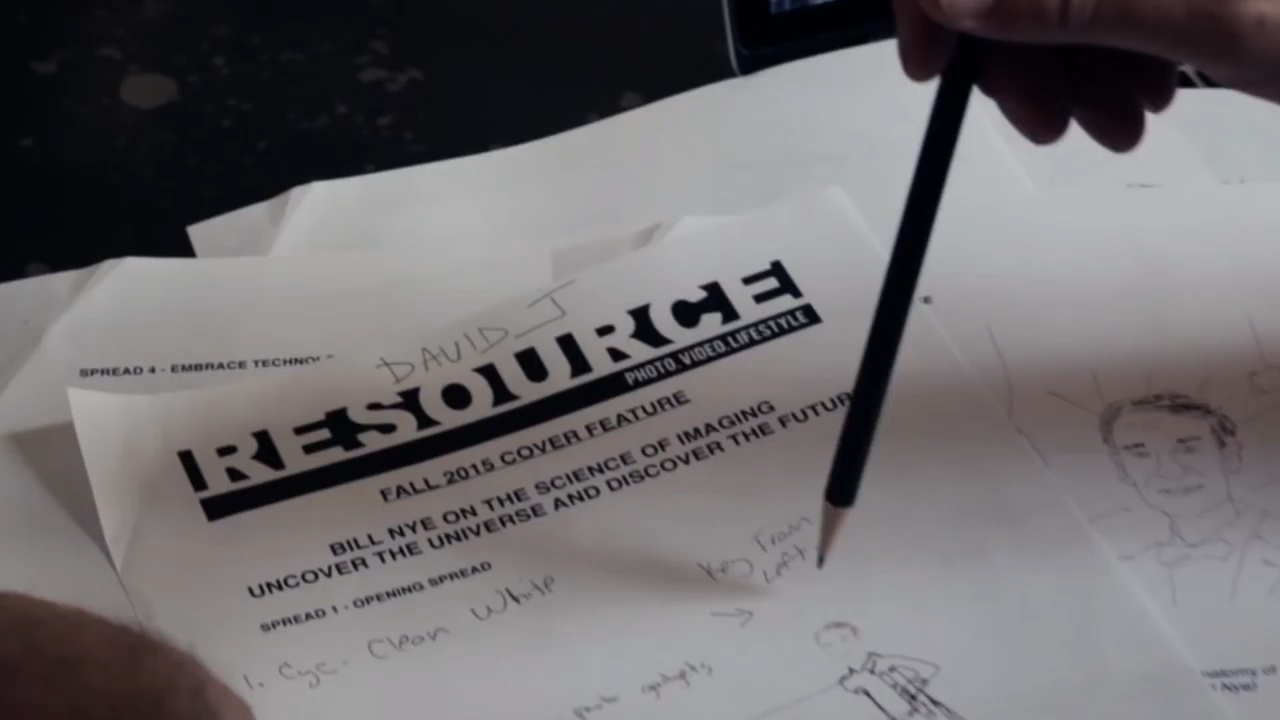 SPREAD 4 - EMBRACE
DAVID J
RESOURCE
PHOTO.VIDEO.LIFESTYLE
FALL 2015 COVER FEATURE
BILL NYE ON THE SCIENCE OF IMAGING
UNCOVER THE UNIVERSE AND DISCOVER THE FUTUR
SPREAD 1 - OPENING SPREAD
Key From
Left
1. Cyc - Clean White
gadgets